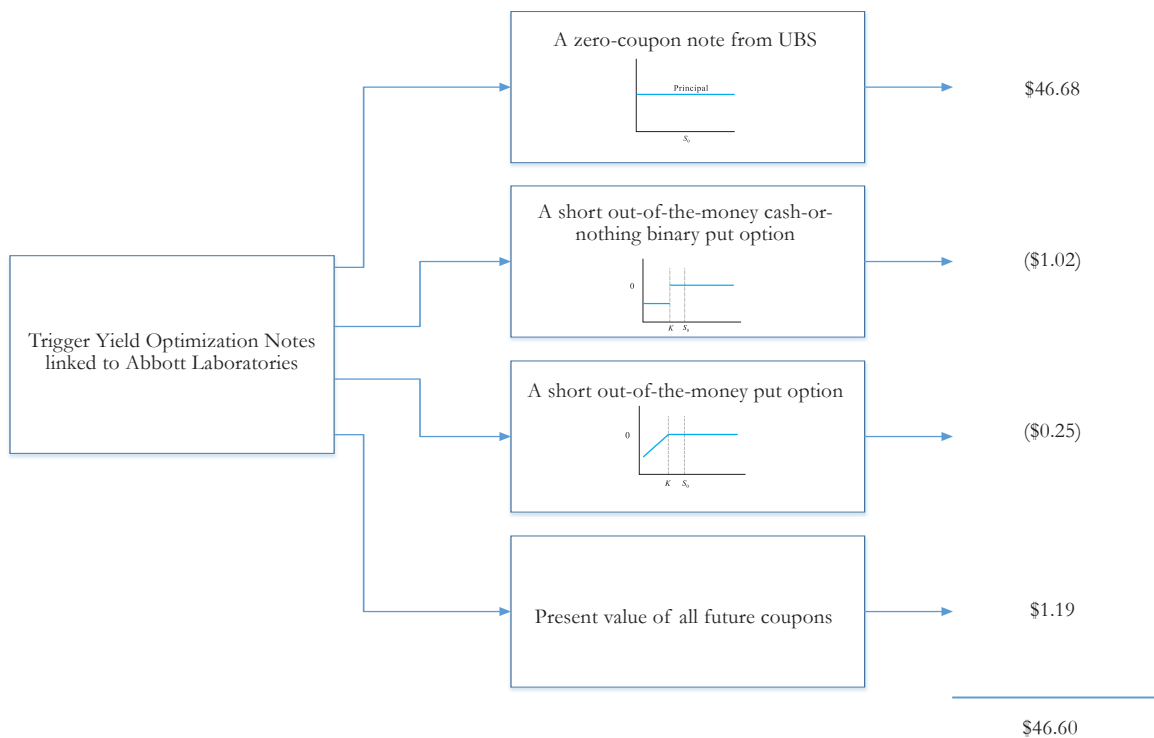 A zero-coupon note from UBS
Principal
S0
$46.68
A short out-of-the-money cash-or-
nothing binary put option
0
K
S0
($1.02)
Trigger Yield Optimization Notes
linked to Abbott Laboratories
A short out-of-the-money put option
0
K
S0
($0.25)
Present value of all future coupons
$1.19
$46.60